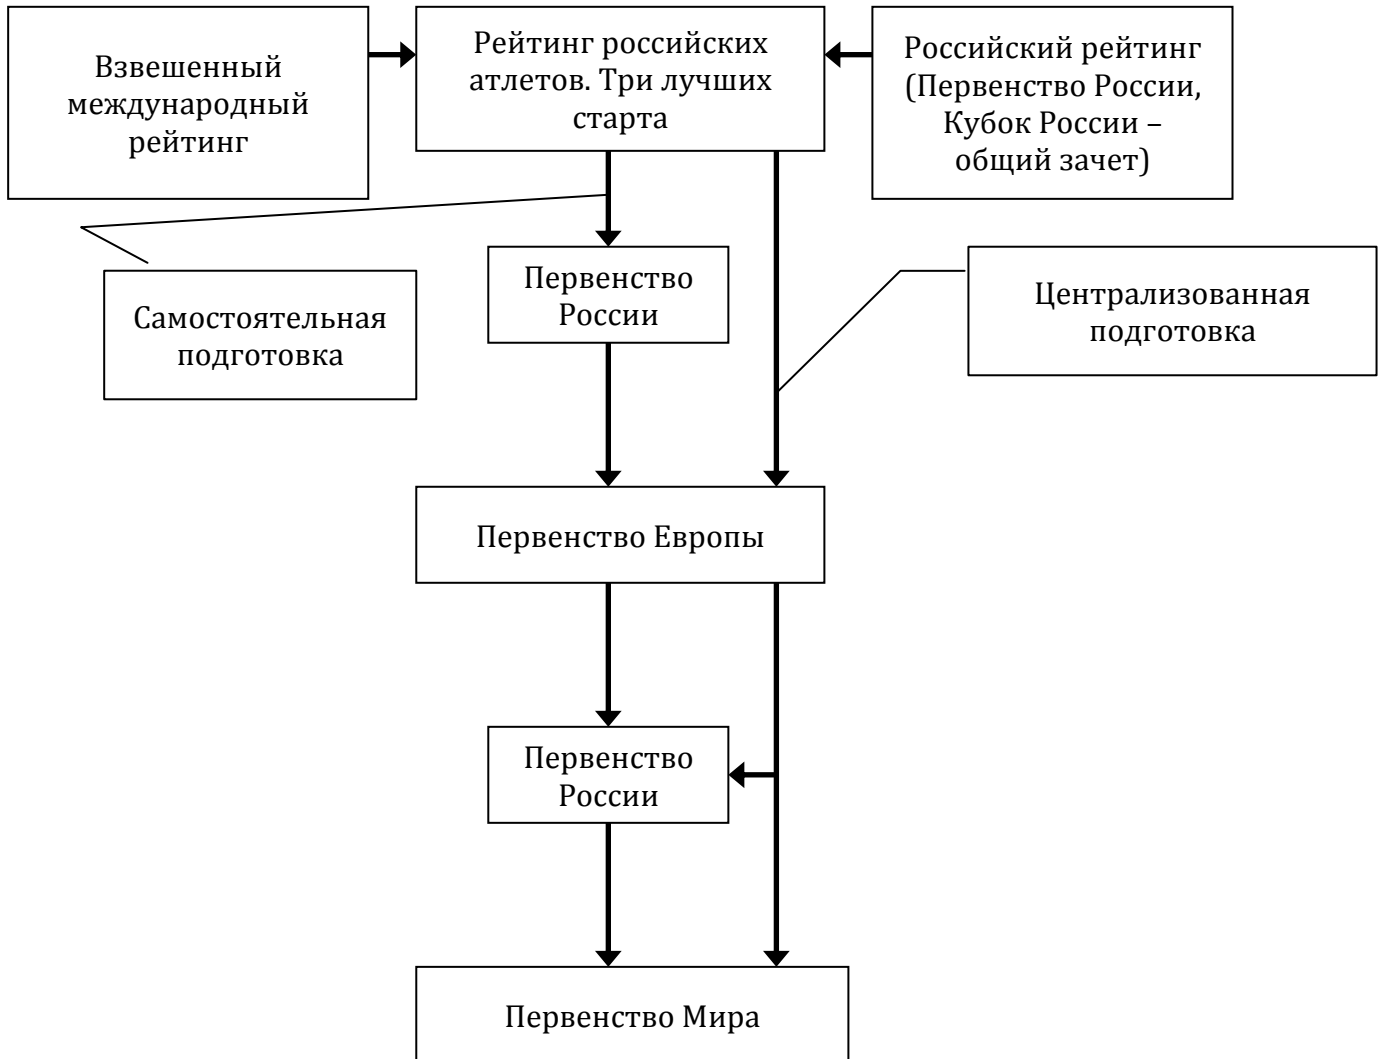 Взвешенный
международный
рейтинг
Рейтинг российских
атлетов. Три лучших
старта
Российский рейтинг
(Первенство России,
Кубок России –
общий зачет)
Самостоятельная
подготовка
Первенство
России
Централизованная
подготовка
Первенство Европы
Первенство
России
Первенство Мира